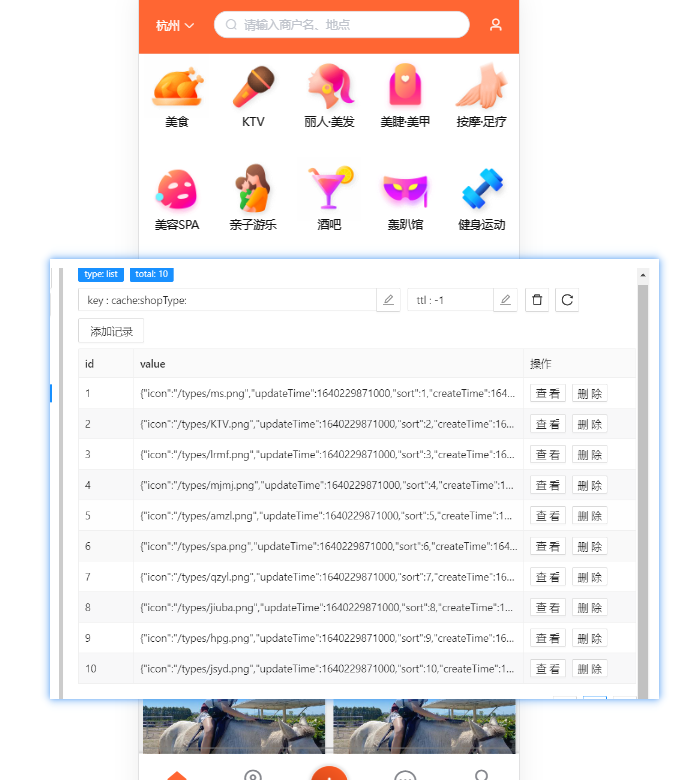 杭州 请输入商户名、地点
美食 KTV 丽人·美发 美睫·美甲 按摩·足疗
美容SPA 亲子游乐 酒吧 轰趴馆 健身运动
type: list total: 10
key : cache:shopType: ttl : -1
添加记录
id value 操作
1 {"icon":"/types/ms.png","updateTime":1640229871000,"sort":1,"createTime":164... 查 看 删 除
2 {"icon":"/types/KTV.png","updateTime":1640229871000,"sort":2,"createTime":16... 查 看 删 除
3 {"icon":"/types/lrmf.png","updateTime":1640229871000,"sort":3,"createTime":16... 查 看 删 除
4 {"icon":"/types/mjmj.png","updateTime":1640229871000,"sort":4,"createTime":1... 查 看 删 除
5 {"icon":"/types/amzl.png","updateTime":1640229871000,"sort":5,"createTime":1... 查 看 删 除
6 {"icon":"/types/spa.png","updateTime":1640229871000,"sort":6,"createTime":164... 查 看 删 除
7 {"icon":"/types/qzyl.png","updateTime":1640229871000,"sort":7,"createTime":16... 查 看 删 除
8 {"icon":"/types/jiuba.png","updateTime":1640229871000,"sort":8,"createTime":1... 查 看 删 除
9 {"icon":"/types/hpg.png","updateTime":1640229871000,"sort":9,"createTime":16... 查 看 删 除
10 {"icon":"/types/jsyd.png","updateTime":1640229871000,"sort":10,"createTime":1... 查 看 删 除